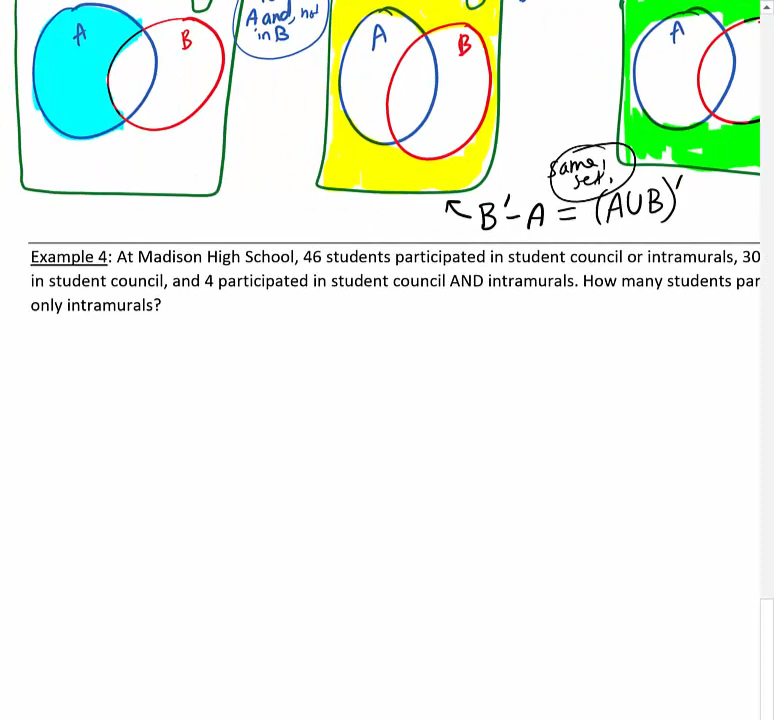 A B
A and, not
in B
A B
A
same
set.
B' - A = (A∪B)'
Example 4: At Madison High School, 46 students participated in student council or intramurals, 30
in student council, and 4 participated in student council AND intramurals. How many students par
only intramurals?